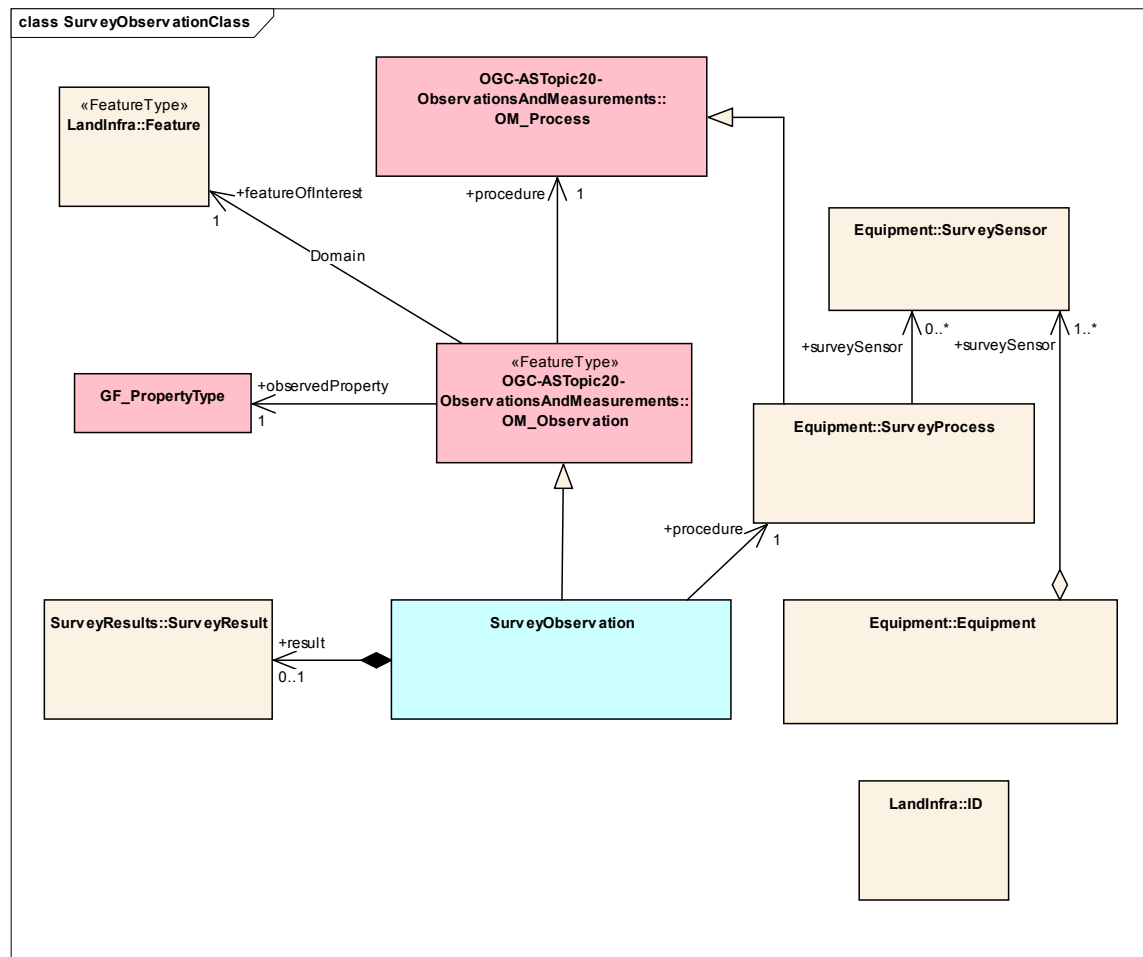 class SurveyObservationClass
OGC-ASTopic20-
ObservationsAndMeasurements::
OM_Process
«FeatureType»
LandInfra::Feature
+featureOfInterest
1
+procedure
1
Domain
Equipment::SurveySensor
0..*
+surveySensor
1..*
+surveySensor
«FeatureType»
OGC-ASTopic20-
ObservationsAndMeasurements::
OM_Observation
GF_PropertyType
+observedProperty
1
Equipment::SurveyProcess
+procedure
1
SurveyResults::SurveyResult
+result
0..1
SurveyObservation
Equipment::Equipment
LandInfra::ID